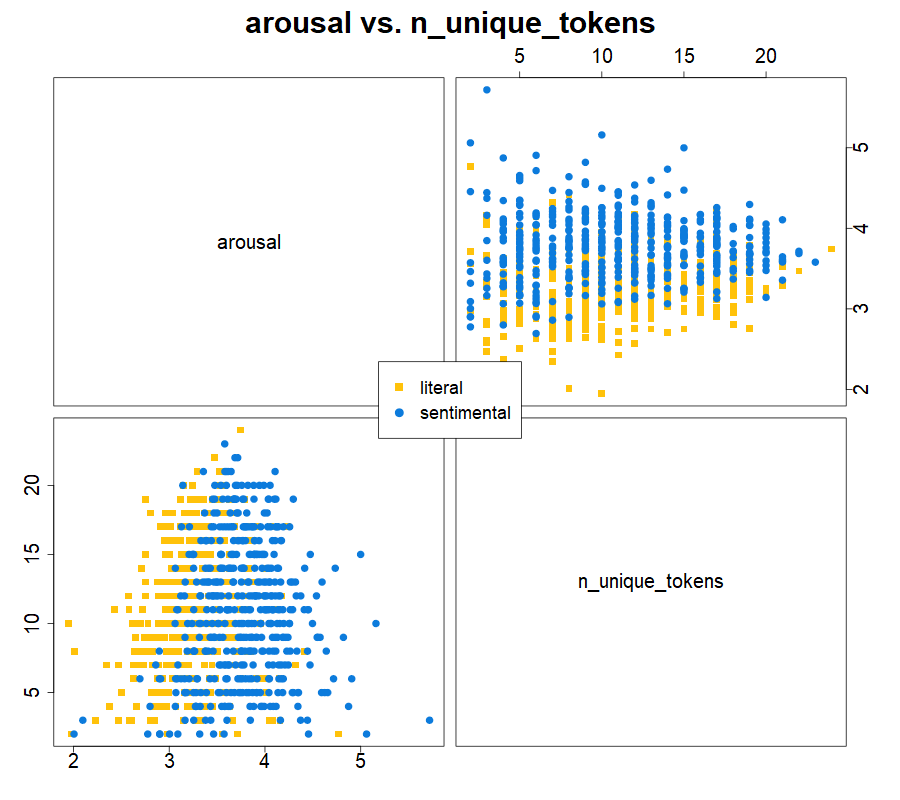 arousal vs. n_unique_tokens
5 10 15 20
arousal
5
4
3
2
literal
sentimental
20
15
10
5
n_unique_tokens
2 3 4 5